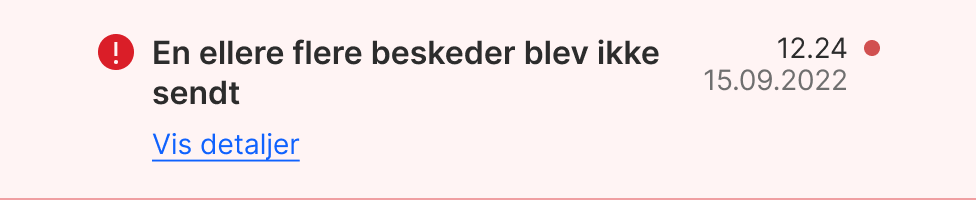 En ellere flere beskeder blev ikke
sendt
Vis detaljer
12.24
15.09.2022